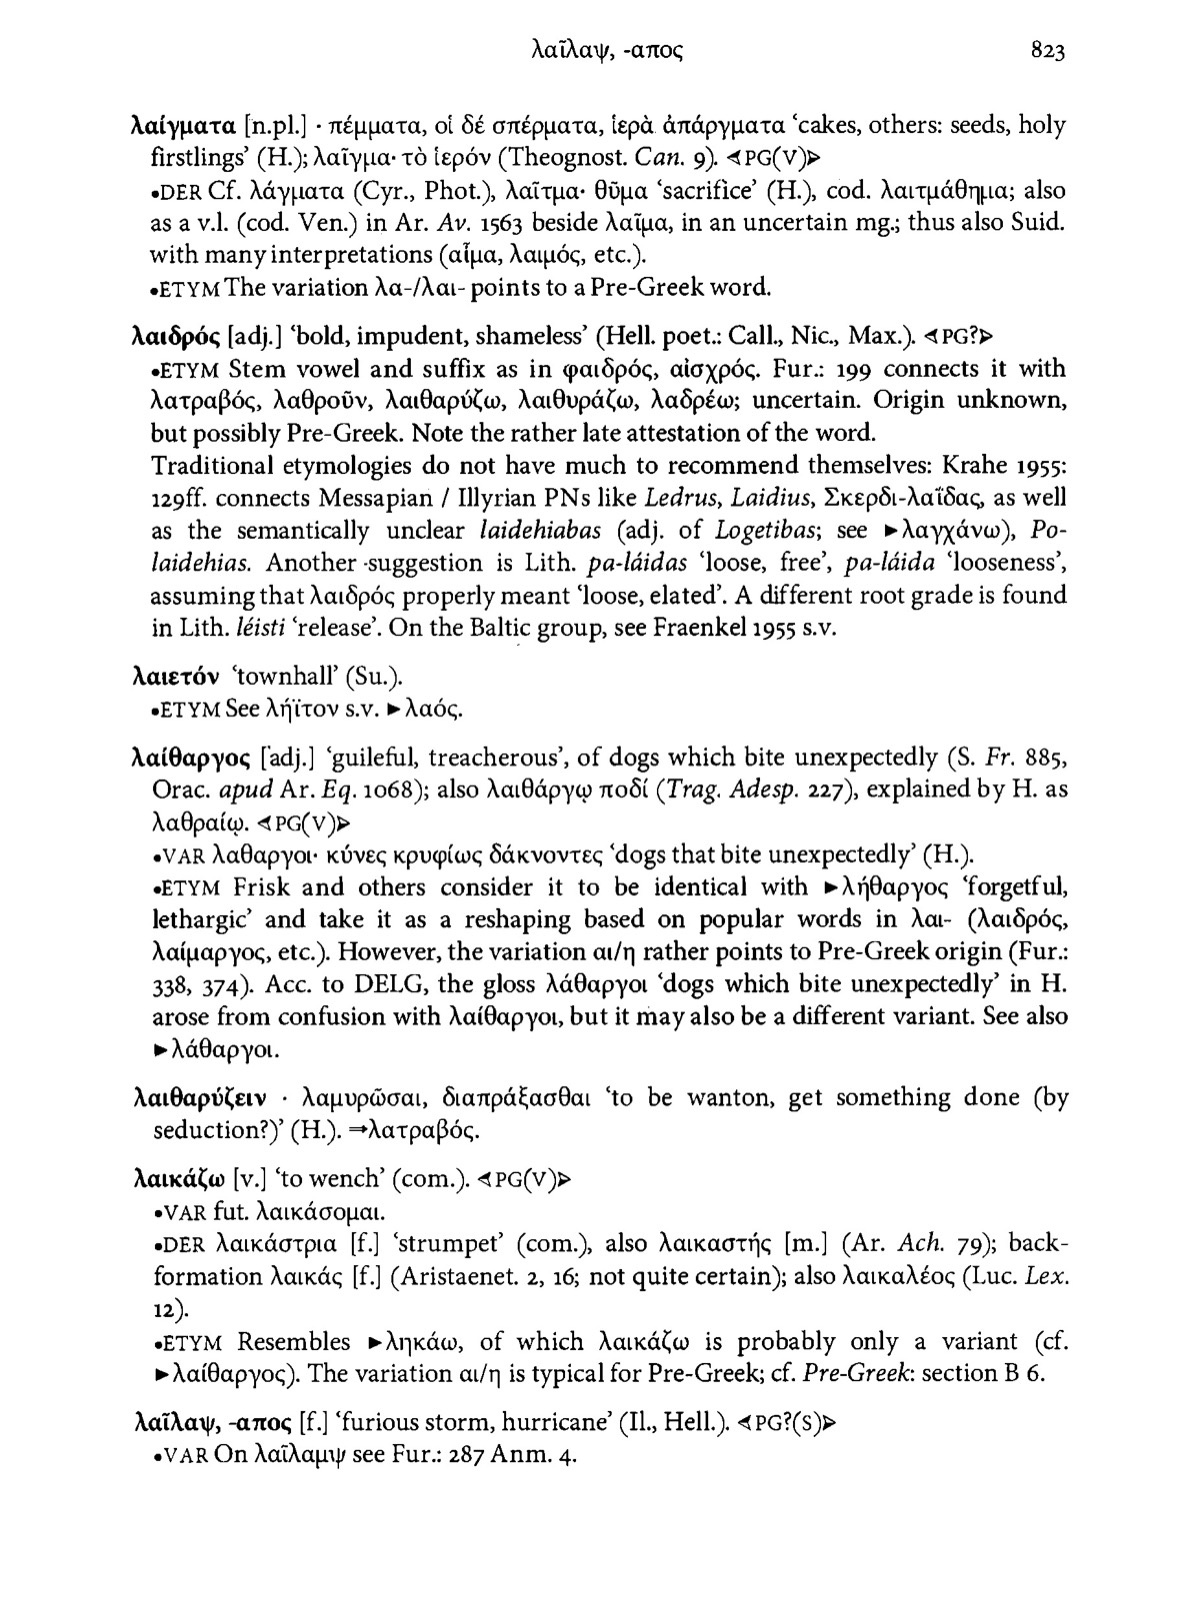 λαῖλαψ, -απος 823
λαίγματα [n.pl.] · πέμματα, οἱ δέ σπέρματα, ἱερὰ ἀπάργματα ‘cakes, others: seeds, holy
firstlings’ (H.); λαῖγμα· τὸ ἱερόν (Theognost. Can. 9). ⊲PG(V)⊳
•DER Cf. λάγματα (Cyr., Phot.), λαῖτμα· θῦμα ‘sacrifice’ (H.), cod. λαιτμάθημα; also
as a v.l. (cod. Ven.) in Ar. Av. 1563 beside λαῖμα, in an uncertain mg.; thus also Suid.
with many interpretations (αἷμα, λαιμός, etc.).
•ETYM The variation λα-/λαι- points to a Pre-Greek word.
λαιδρός [adj.] ‘bold, impudent, shameless’ (Hell. poet.: Call., Nic., Max.). ⊲PG?⊳
•ETYM Stem vowel and suffix as in φαιδρός, αἰσχρός. Fur.: 199 connects it with
λατραβός, λαθροῦν, λαιθαρύζω, λαιθυράζω, λαδρέω; uncertain. Origin unknown,
but possibly Pre-Greek. Note the rather late attestation of the word.
Traditional etymologies do not have much to recommend themselves: Krahe 1955:
129ff. connects Messapian / Illyrian PNs like Ledrus, Laidius, Σκερδι-λαΐδας, as well
as the semantically unclear laidehiabas (adj. of Logetibas; see ►λαγχάνω), Po-
laidehias. Another suggestion is Lith. pa-láidas ‘loose, free’, pa-láida ‘looseness’,
assuming that λαιδρός properly meant ‘loose, elated’. A different root grade is found
in Lith. léisti ‘release’. On the Baltic group, see Fraenkel 1955 s.v.
λαιετόν ‘townhall’ (Su.).
•ETYM See λήϊτον s.v. ►λαός.
λαίθαργος [adj.] ‘guileful, treacherous’, of dogs which bite unexpectedly (S. Fr. 885,
Orac. apud Ar. Eq. 1068); also λαιθάργῳ ποδί (Trag. Adesp. 227), explained by H. as
λαθραίῳ. ⊲PG(V)⊳
•VAR λαθαργοι· κύνες κρυφίως δάκνοντες ‘dogs that bite unexpectedly’ (H.).
•ETYM Frisk and others consider it to be identical with ►λήθαργος ‘forgetful,
lethargic’ and take it as a reshaping based on popular words in λαι- (λαιδρός,
λαίμαργος, etc.). However, the variation αι/η rather points to Pre-Greek origin (Fur.:
338, 374). Acc. to DELG, the gloss λάθαργοι ‘dogs which bite unexpectedly’ in H.
arose from confusion with λαίθαργοι, but it may also be a different variant. See also
►λάθαργοι.
λαιθαρύζειν · λαμυρῶσαι, διαπράξασθαι ‘to be wanton, get something done (by
seduction?)’ (H.). ⇒λατραβός.
λαικάζω [v.] ‘to wench’ (com.). ⊲PG(V)⊳
•VAR fut. λαικάσομαι.
•DER λαικάστρια [f.] ‘strumpet’ (com.), also λαικαστής [m.] (Ar. Ach. 79); back-
formation λαικάς [f.] (Aristaenet. 2, 16; not quite certain); also λαικαλέος (Luc. Lex.
12).
•ETYM Resembles ►ληκάω, of which λαικάζω is probably only a variant (cf.
►λαίθαργος). The variation αι/η is typical for Pre-Greek; cf. Pre-Greek: section B 6.
λαῖλαψ, -απος [f.] ‘furious storm, hurricane’ (Il., Hell.). ⊲PG?(S)⊳
•VAR On λαῖλαμψ see Fur.: 287 Anm. 4.